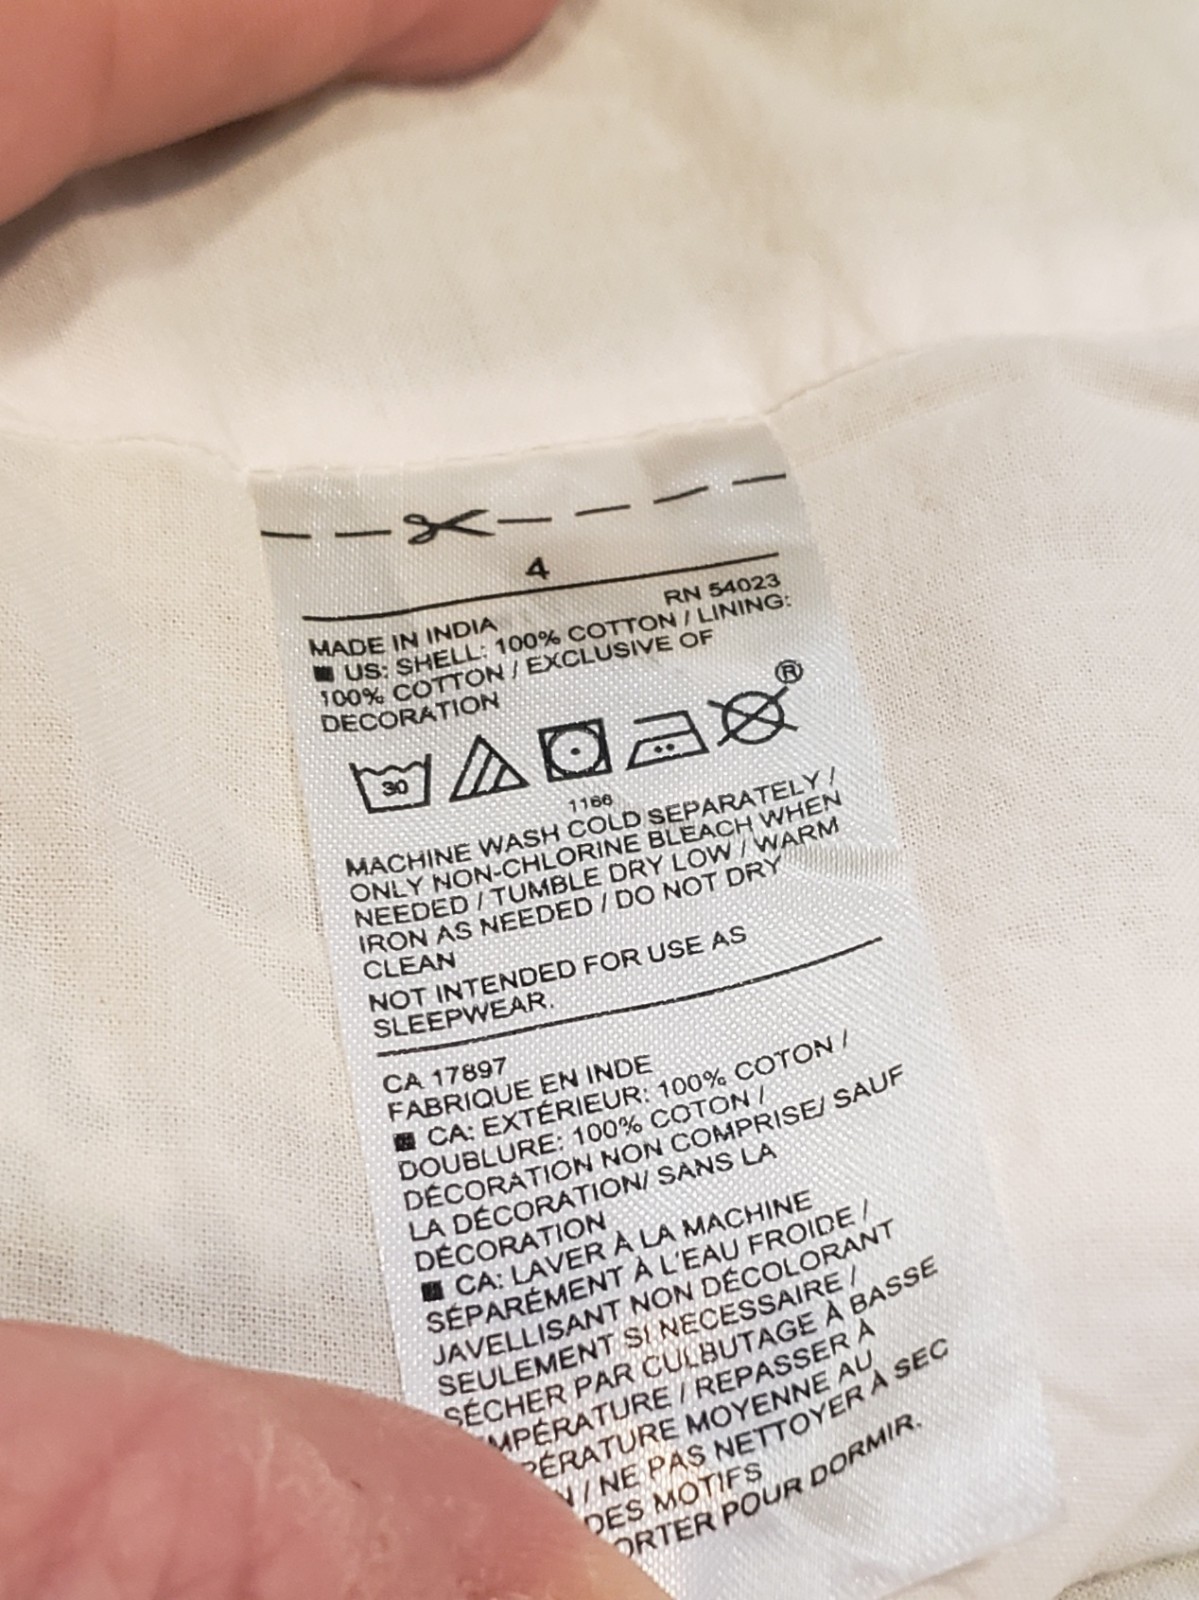 4
RN 54023
MADE IN INDIA
US: SHELL: 100% COTTON / LINING:
100% COTTON / EXCLUSIVE OF
DECORATION
®
30
1166
MACHINE WASH COLD SEPARATELY /
ONLY NON-CHLORINE BLEACH WHEN
NEEDED / TUMBLE DRY LOW / WARM
IRON AS NEEDED / DO NOT DRY
CLEAN
NOT INTENDED FOR USE AS
SLEEPWEAR.
CA 17897
FABRIQUE EN INDE
CA: EXTÉRIEUR: 100% COTON /
DOUBLURE: 100% COTON /
DÉCORATION NON COMPRISE/ SAUF
LA DÉCORATION/ SANS LA
DÉCORATION
CA: LAVER À LA MACHINE
SÉPARÉMENT À L'EAU FROIDE /
JAVELLISANT NON DÉCOLORANT
SEULEMENT SI NECESSAIRE /
SÉCHER PAR CULBUTAGE À BASSE
MPÉRATURE / REPASSER À
PÉRATURE MOYENNE AU
/ NE PAS NETTOYER À SEC
DES MOTIFS
ORTER POUR DORMIR.